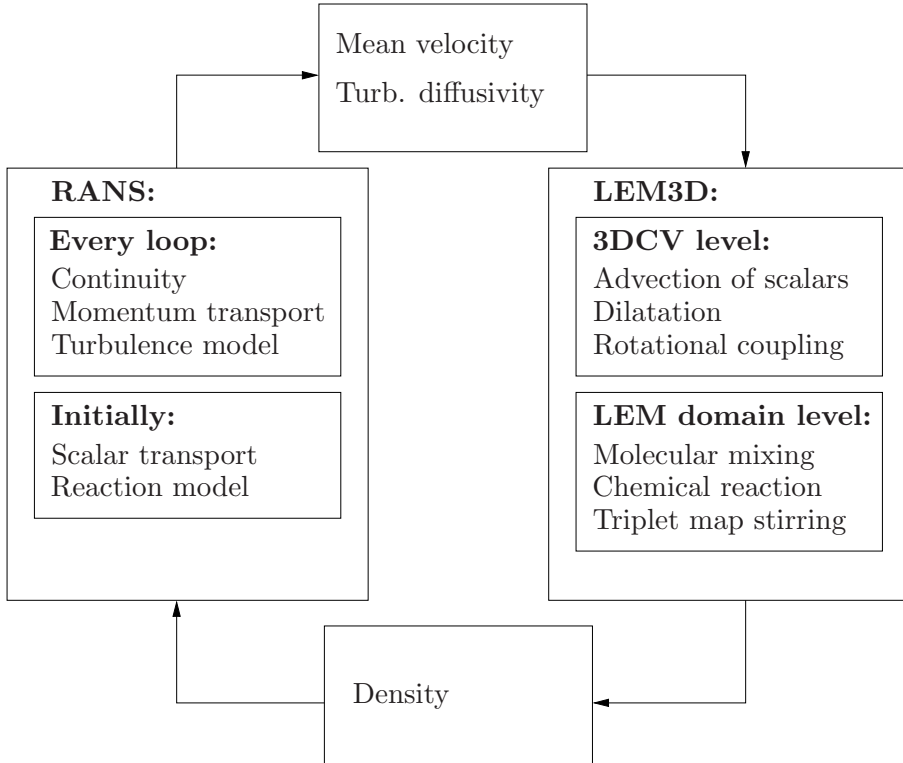 Mean velocity
Turb. diffusivity
RANS:
Every loop:
Continuity
Momentum transport
Turbulence model
Initially:
Scalar transport
Reaction model
LEM3D:
3DCV level:
Advection of scalars
Dilatation
Rotational coupling
LEM domain level:
Molecular mixing
Chemical reaction
Triplet map stirring
Density